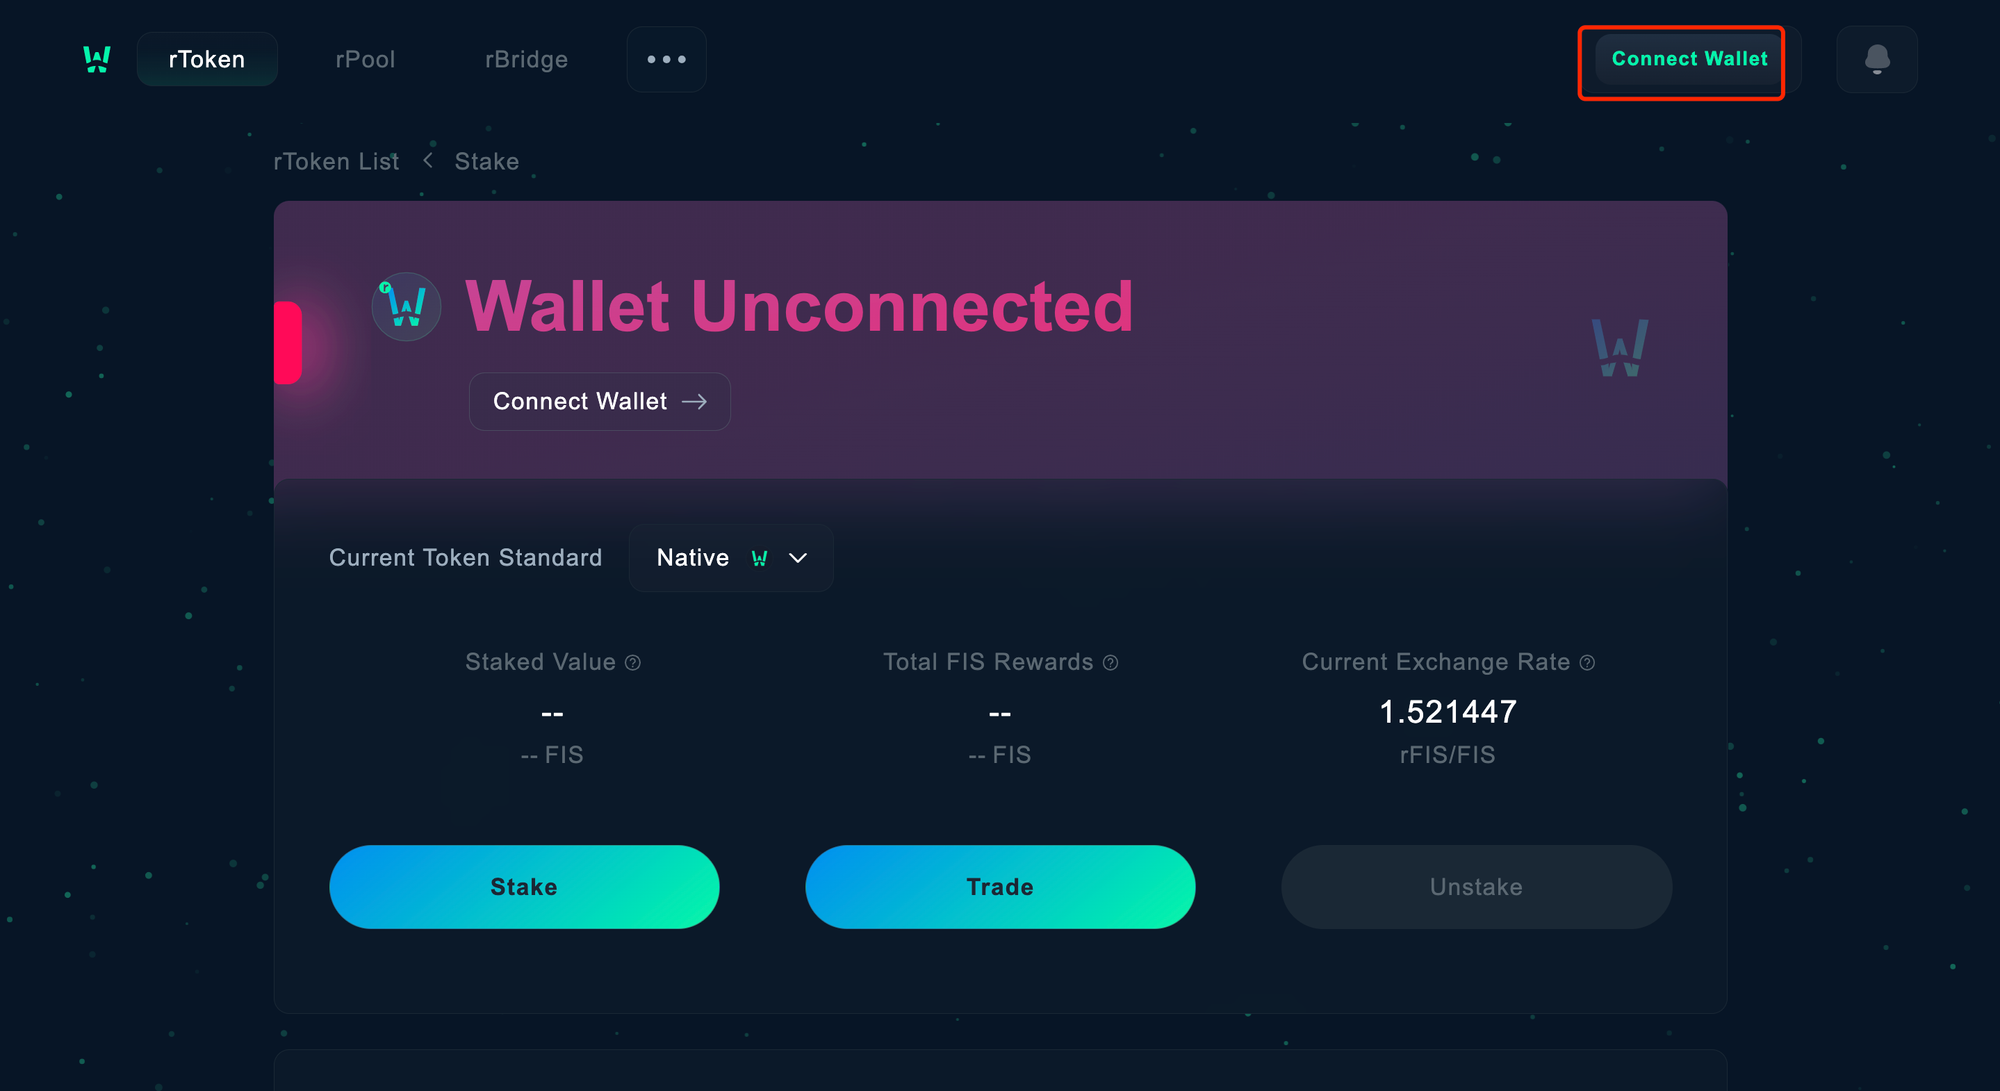 rToken rPool rBridge Connect Wallet
rToken List < Stake
r
Wallet Unconnected
Connect Wallet →
Current Token Standard Native
Staked Value ? Total FIS Rewards ? Current Exchange Rate ?
-- -- 1.521447
-- FIS -- FIS rFIS/FIS
Stake Trade Unstake